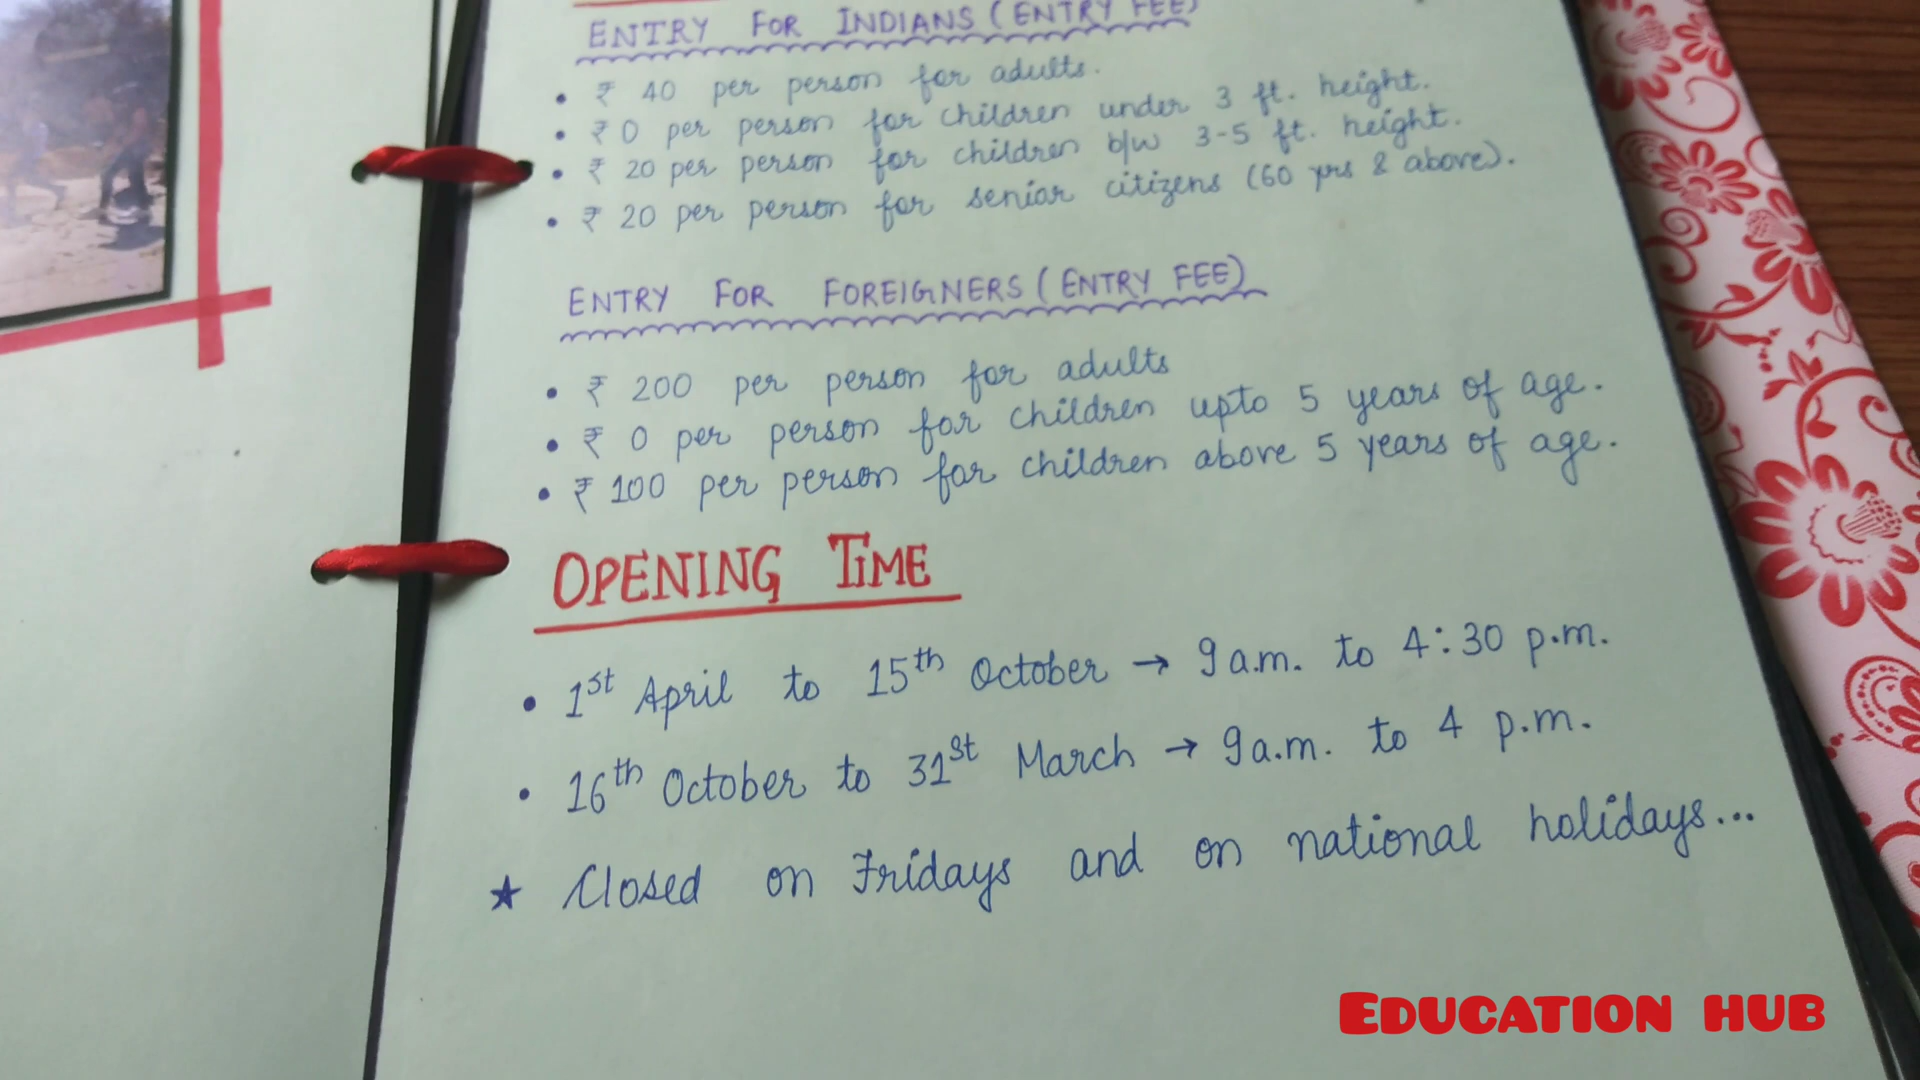 ENTRY FOR INDIANS (ENTRY FEE)
• ₹ 40 per person for adults.
• ₹ 0 per person for children under 3 ft. height.
• ₹ 20 per person for children b/w 3-5 ft. height.
• ₹ 20 per person for senior citizens (60 yrs & above).
ENTRY FOR FOREIGNERS (ENTRY FEE)
• ₹ 200 per person for adults
• ₹ 0 per person for children upto 5 years of age.
• ₹ 100 per person for children above 5 years of age.
OPENING TiME
• 1st April to 15th October → 9 a.m. to 4:30 p.m.
• 16th October to 31st March → 9 a.m. to 4 p.m.
★ Closed on Fridays and on national holidays...
EDUCATION HUB